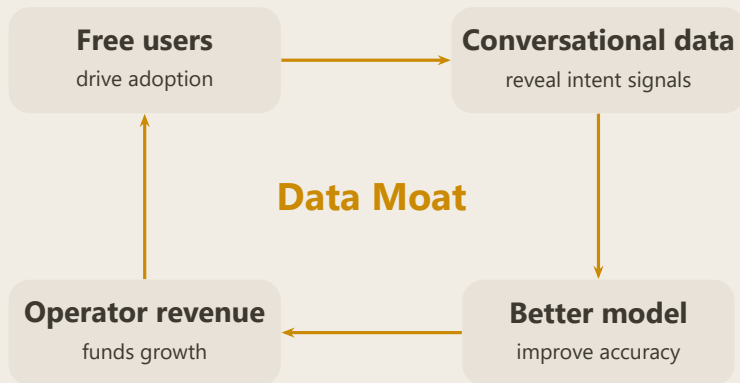 Free users
drive adoption
Conversational data
reveal intent signals
Data Moat
Operator revenue
funds growth
Better model
improve accuracy